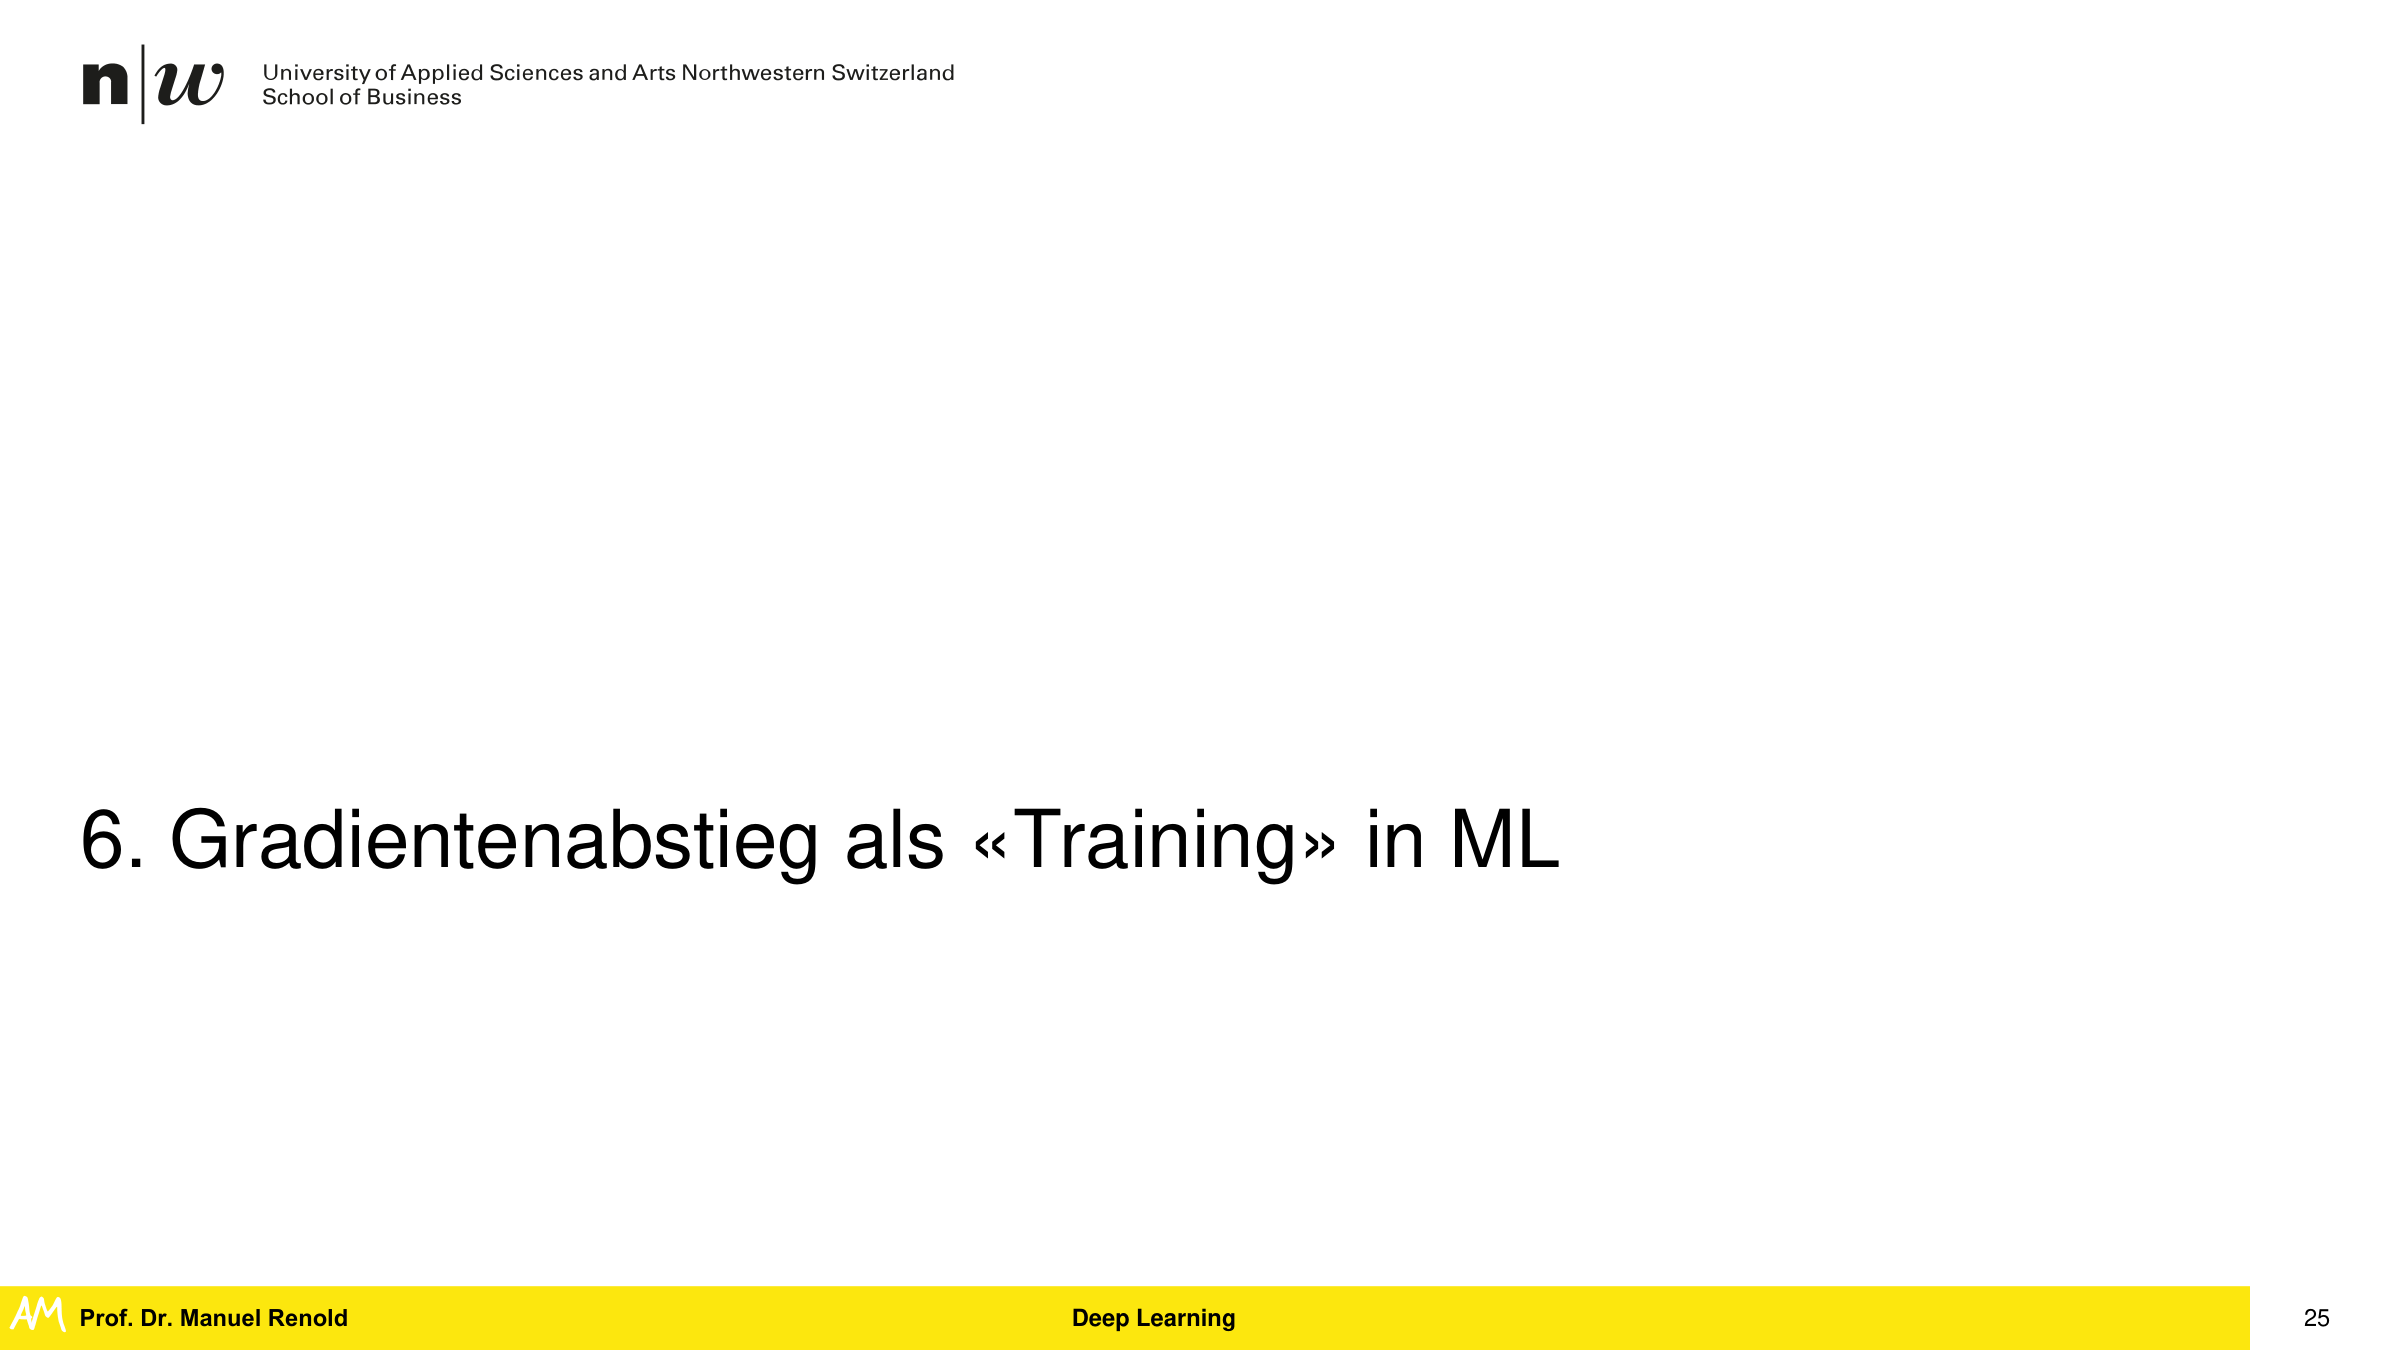 n|w
University of Applied Sciences and Arts Northwestern Switzerland
School of Business
6. Gradientenabstieg als «Training» in ML
AM
Prof. Dr. Manuel Renold
Deep Learning
25